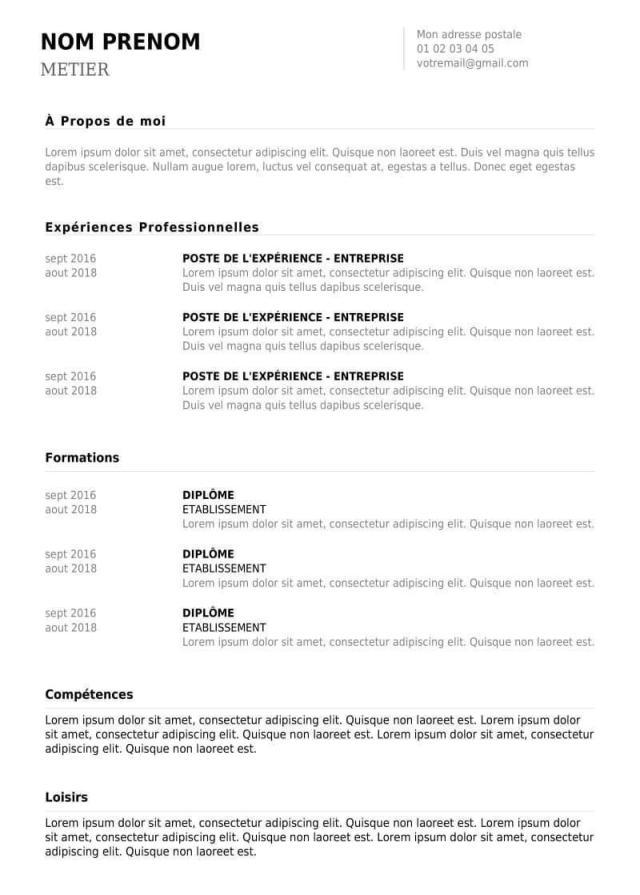 NOM PRENOM
METIER
Mon adresse postale
01 02 03 04 05
votremail@gmail.com
À Propos de moi
Lorem ipsum dolor sit amet, consectetur adipiscing elit. Quisque non laoreet est. Duis vel magna quis tellus
dapibus scelerisque. Nullam augue lorem, luctus vel consequat at, egestas a tellus. Donec eget egestas
est.
Expériences Professionnelles
sept 2016
aout 2018
POSTE DE L'EXPÉRIENCE - ENTREPRISE
Lorem ipsum dolor sit amet, consectetur adipiscing elit. Quisque non laoreet est.
Duis vel magna quis tellus dapibus scelerisque.
sept 2016
aout 2018
POSTE DE L'EXPÉRIENCE - ENTREPRISE
Lorem ipsum dolor sit amet, consectetur adipiscing elit. Quisque non laoreet est.
Duis vel magna quis tellus dapibus scelerisque.
sept 2016
aout 2018
POSTE DE L'EXPÉRIENCE - ENTREPRISE
Lorem ipsum dolor sit amet, consectetur adipiscing elit. Quisque non laoreet est.
Duis vel magna quis tellus dapibus scelerisque.
Formations
sept 2016
aout 2018
DIPLÔME
ETABLISSEMENT
Lorem ipsum dolor sit amet, consectetur adipiscing elit. Quisque non laoreet est.
sept 2016
aout 2018
DIPLÔME
ETABLISSEMENT
Lorem ipsum dolor sit amet, consectetur adipiscing elit. Quisque non laoreet est.
sept 2016
aout 2018
DIPLÔME
ETABLISSEMENT
Lorem ipsum dolor sit amet, consectetur adipiscing elit. Quisque non laoreet est.
Compétences
Lorem ipsum dolor sit amet, consectetur adipiscing elit. Quisque non laoreet est. Lorem ipsum dolor
sit amet, consectetur adipiscing elit. Quisque non laoreet est. Lorem ipsum dolor sit amet, consectetur
adipiscing elit. Quisque non laoreet est.
Loisirs
Lorem ipsum dolor sit amet, consectetur adipiscing elit. Quisque non laoreet est. Lorem ipsum dolor
sit amet, consectetur adipiscing elit. Quisque non laoreet est. Lorem ipsum dolor sit amet, consectetur
adipiscing elit. Quisque non laoreet est.